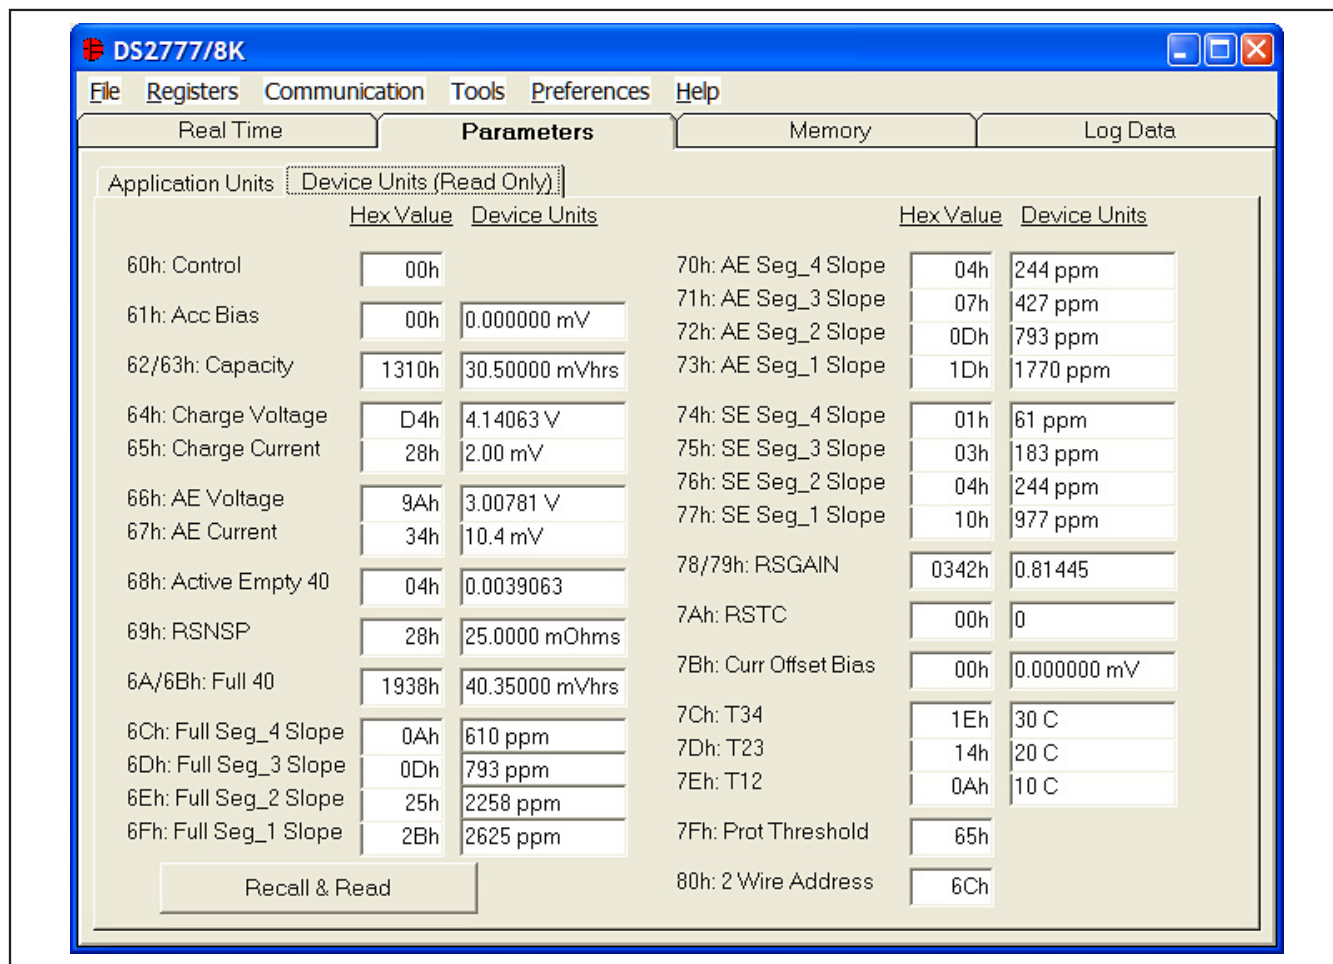 DS2777/8K
File Registers Communication Tools Preferences Help
Real Time Parameters Memory Log Data
Application Units Device Units (Read Only)
Hex Value Device Units
60h: Control 00h
61h: Acc Bias 00h 0.000000 mV
62/63h: Capacity 1310h 30.50000 mVhrs
64h: Charge Voltage D4h 4.14063 V
65h: Charge Current 28h 2.00 mV
66h: AE Voltage 9Ah 3.00781 V
67h: AE Current 34h 10.4 mV
68h: Active Empty 40 04h 0.0039063
69h: RSNSP 28h 25.0000 mOhms
6A/6Bh: Full 40 1938h 40.35000 mVhrs
6Ch: Full Seg_4 Slope 0Ah 610 ppm
6Dh: Full Seg_3 Slope 0Dh 793 ppm
6Eh: Full Seg_2 Slope 25h 2258 ppm
6Fh: Full Seg_1 Slope 2Bh 2625 ppm
Recall & Read
Hex Value Device Units
70h: AE Seg_4 Slope 04h 244 ppm
71h: AE Seg_3 Slope 07h 427 ppm
72h: AE Seg_2 Slope 0Dh 793 ppm
73h: AE Seg_1 Slope 1Dh 1770 ppm
74h: SE Seg_4 Slope 01h 61 ppm
75h: SE Seg_3 Slope 03h 183 ppm
76h: SE Seg_2 Slope 04h 244 ppm
77h: SE Seg_1 Slope 10h 977 ppm
78/79h: RSGAIN 0342h 0.81445
7Ah: RSTC 00h 0
7Bh: Curr Offset Bias 00h 0.000000 mV
7Ch: T34 1Eh 30 C
7Dh: T23 14h 20 C
7Eh: T12 0Ah 10 C
7Fh: Prot Threshold 65h
80h: 2 Wire Address 6Ch